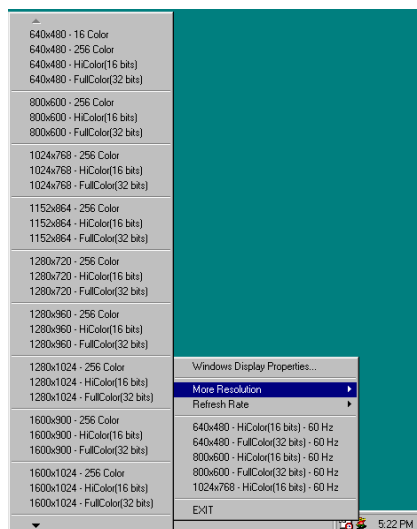 640x480 - 16 Color
640x480 - 256 Color
640x480 - HiColor(16 bits)
640x480 - FullColor(32 bits)
800x600 - 256 Color
800x600 - HiColor(16 bits)
800x600 - FullColor(32 bits)
1024x768 - 256 Color
1024x768 - HiColor(16 bits)
1024x768 - FullColor(32 bits)
1152x864 - 256 Color
1152x864 - HiColor(16 bits)
1152x864 - FullColor(32 bits)
1280x720 - 256 Color
1280x720 - HiColor(16 bits)
1280x720 - FullColor(32 bits)
1280x960 - 256 Color
1280x960 - HiColor(16 bits)
1280x960 - FullColor(32 bits)
1280x1024 - 256 Color
1280x1024 - HiColor(16 bits)
1280x1024 - FullColor(32 bits)
1600x900 - 256 Color
1600x900 - HiColor(16 bits)
1600x900 - FullColor(32 bits)
1600x1024 - 256 Color
1600x1024 - HiColor(16 bits)
1600x1024 - FullColor(32 bits)
Windows Display Properties...
More Resolution
Refresh Rate
640x480 - HiColor(16 bits) - 60 Hz
640x480 - FullColor(32 bits) - 60 Hz
800x600 - HiColor(16 bits) - 60 Hz
800x600 - FullColor(32 bits) - 60 Hz
1024x768 - HiColor(16 bits) - 60 Hz
EXIT
5:22 PM